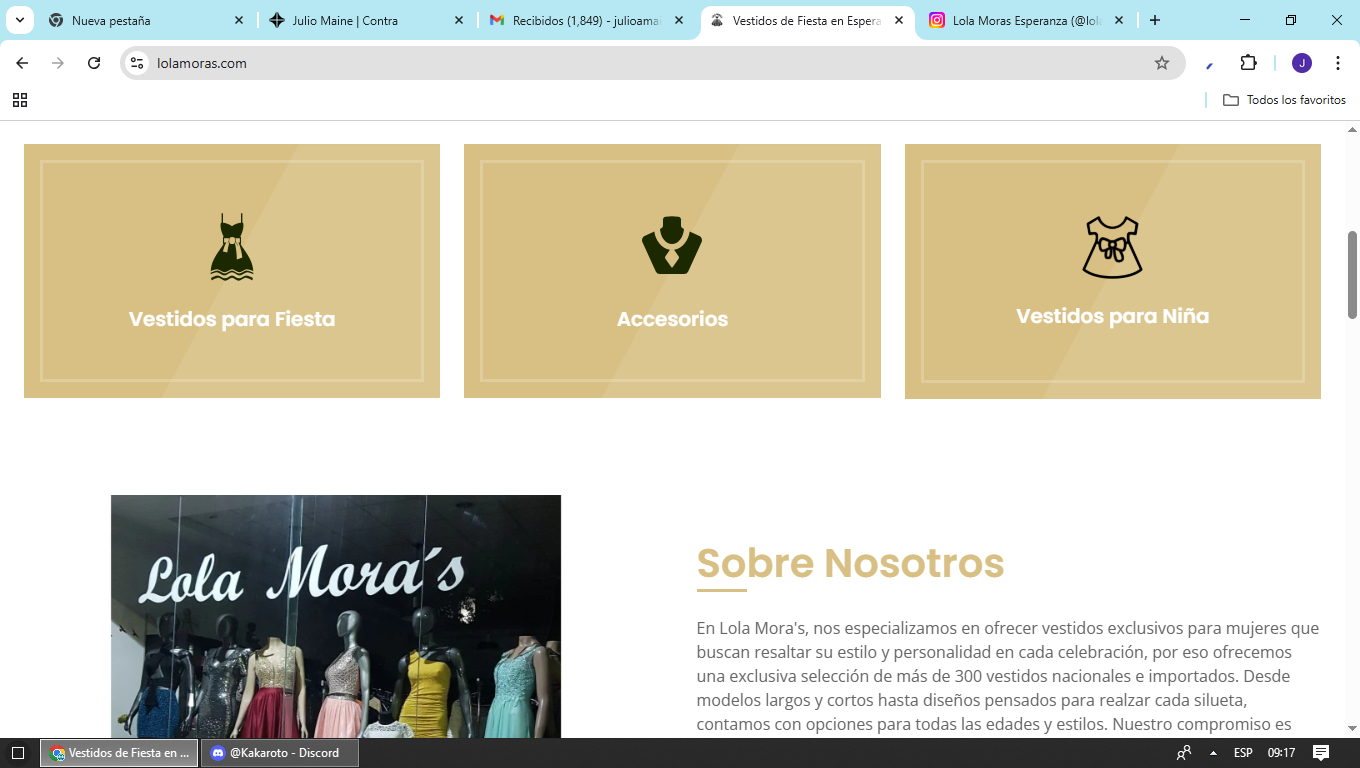 Nueva pestaña
Julio Maine | Contra
Recibidos (1,849) - julioamai
Vestidos de Fiesta en Espera
Lola Moras Esperanza (@lola
lolamoras.com
J
Todos los favoritos
Vestidos para Fiesta
Accesorios
Vestidos para Niña
Lola Mora´s
Sobre Nosotros
En Lola Mora's, nos especializamos en ofrecer vestidos exclusivos para mujeres que
buscan resaltar su estilo y personalidad en cada celebración, por eso ofrecemos
una exclusiva selección de más de 300 vestidos nacionales e importados. Desde
modelos largos y cortos hasta diseños pensados para realzar cada silueta,
contamos con opciones para todas las edades y estilos. Nuestro compromiso es
Vestidos de Fiesta en ...
@Kakaroto - Discord
ESP
09:17